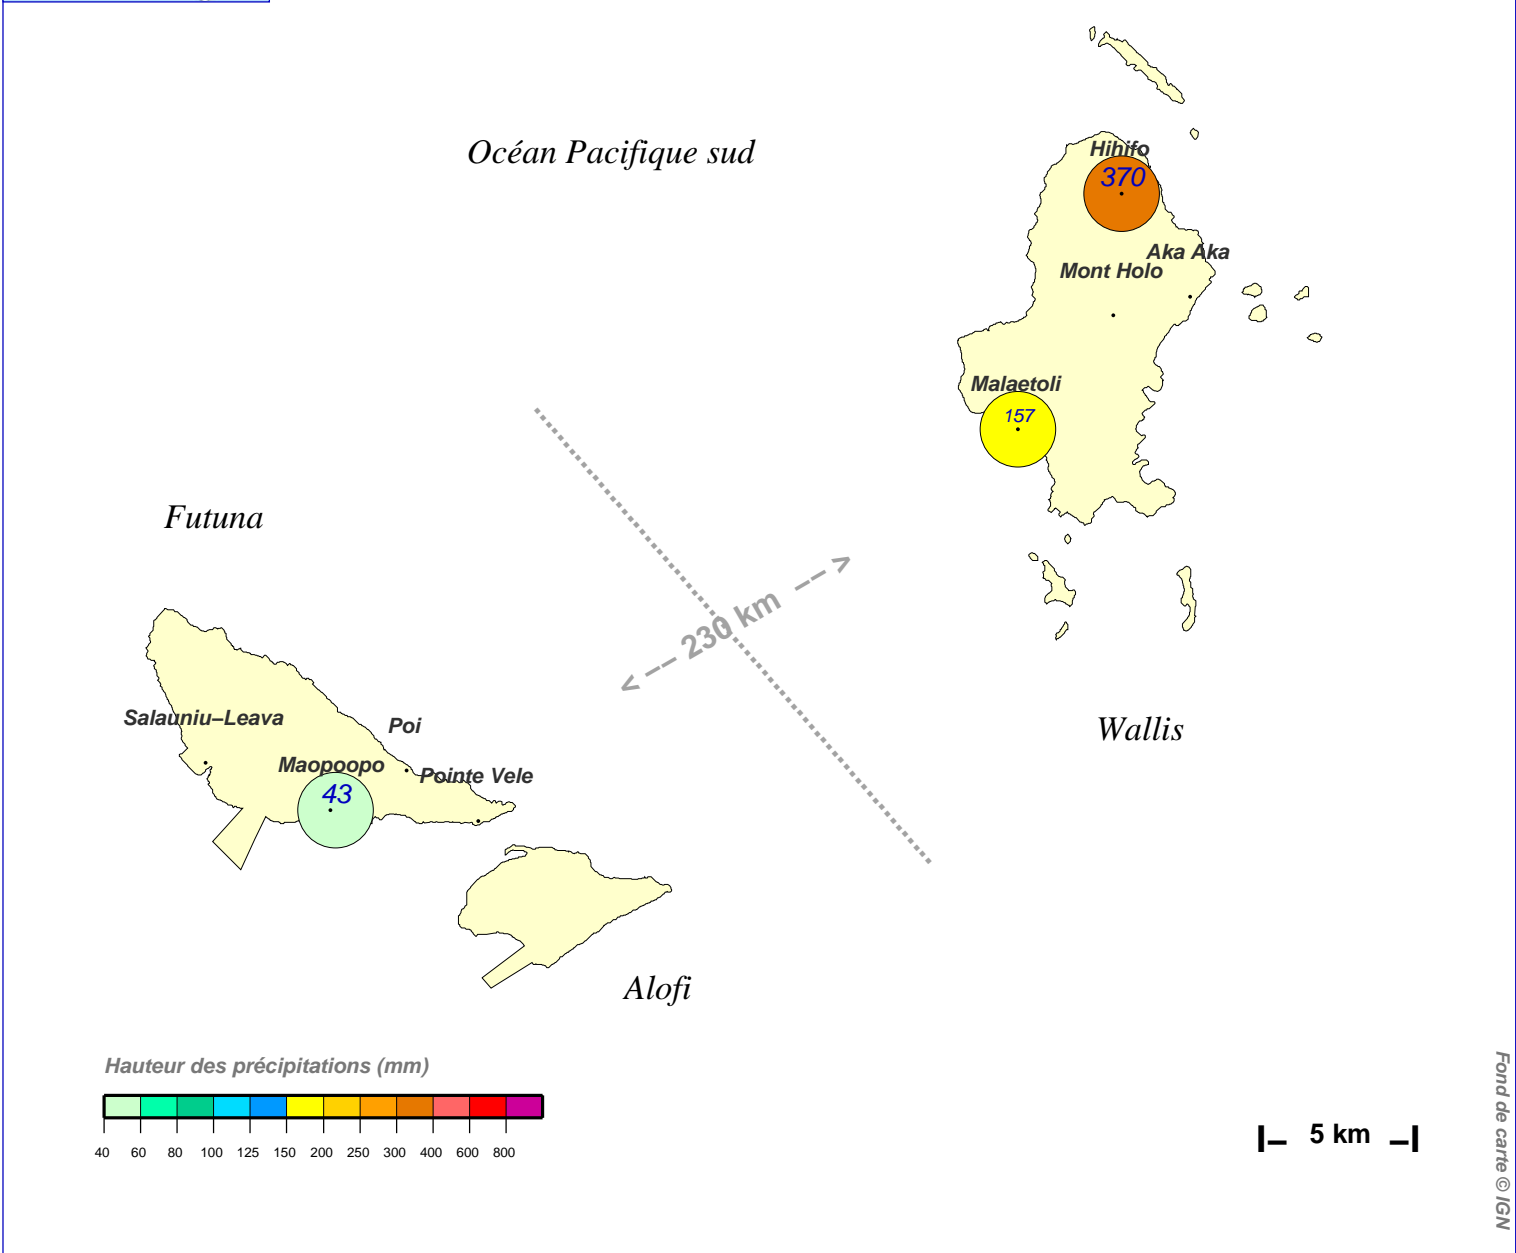 Océan Pacifique sud
Hihifo
370
Aka Aka
Mont Holo
Malaetoli
157
Futuna
230 km
Salauniu–Leava
Poi
Wallis
Maopoopo
Pointe Vele
43
Alofi
Hauteur des précipitations (mm)
40 60 80 100 125 150 200 250 300 400 600 800
5 km
Fond de carte © IGN